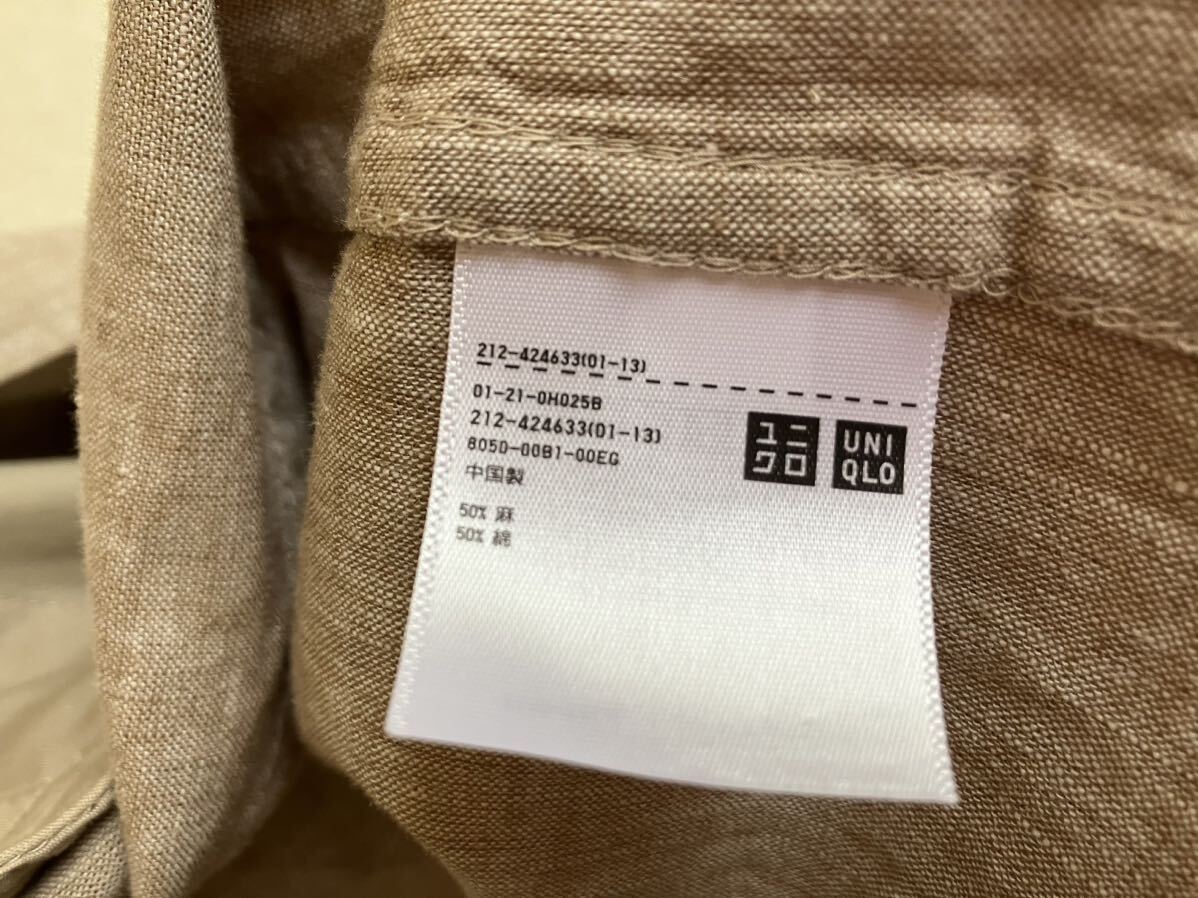 212-424633(01-13)
01-21-0H025B
212-424633(01-13)
8050-00B1-00EG
中国製
50% 麻
50% 綿
ユニ
クロ
UNI
QLO